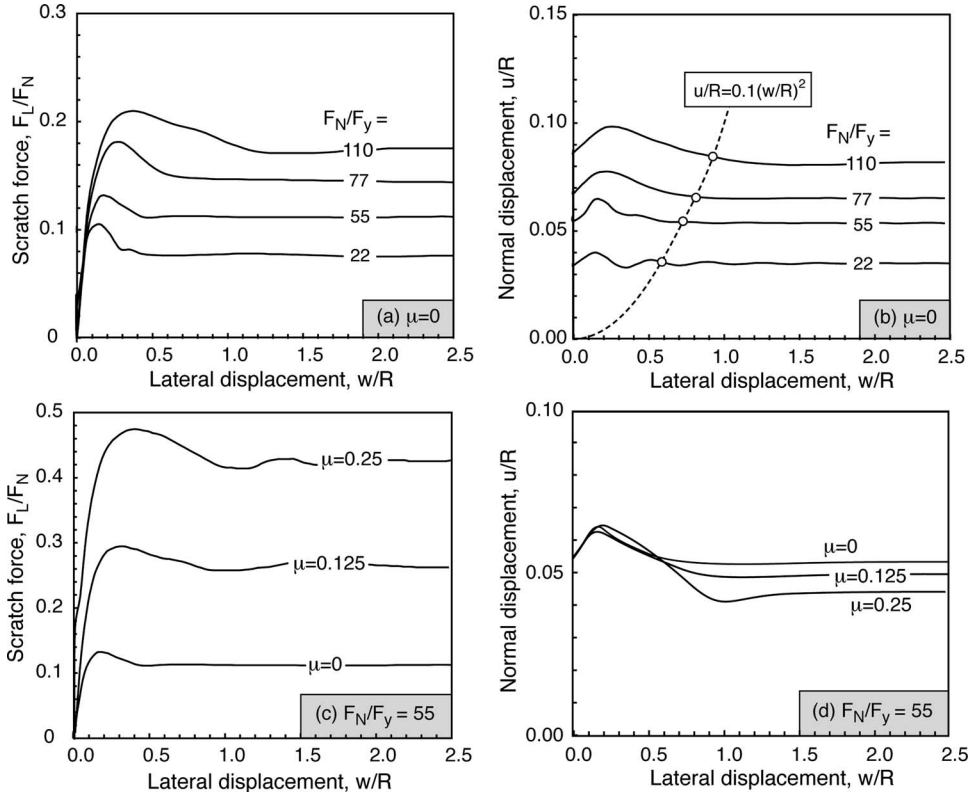 0.3
0.2
0.1
0
Scratch force, F_L/F_N
F_N/F_y =
110
77
55
22
(a) μ=0
0.0 0.5 1.0 1.5 2.0 2.5
Lateral displacement, w/R
0.15
0.10
0.05
0.00
Normal displacement, u/R
u/R=0.1(w/R)²
F_N/F_y =
110
77
55
22
(b) μ=0
0.0 0.5 1.0 1.5 2.0 2.5
Lateral displacement, w/R
0.5
0.4
0.3
0.2
0.1
0
Scratch force, F_L/F_N
μ=0.25
μ=0.125
μ=0
(c) F_N/F_y = 55
0.0 0.5 1.0 1.5 2.0 2.5
Lateral displacement, w/R
0.10
0.05
0.00
Normal displacement, u/R
μ=0
μ=0.125
μ=0.25
(d) F_N/F_y = 55
0.0 0.5 1.0 1.5 2.0 2.5
Lateral displacement, w/R